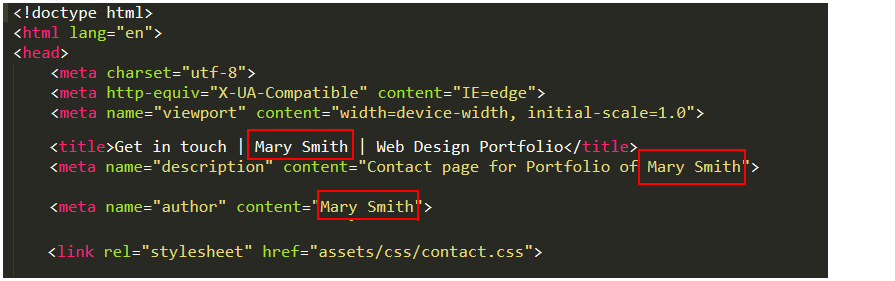 <!doctype html>
<html lang="en">
<head>
<meta charset="utf-8">
<meta http-equiv="X-UA-Compatible" content="IE=edge">
<meta name="viewport" content="width=device-width, initial-scale=1.0">
<title>Get in touch | Mary Smith | Web Design Portfolio</title>
<meta name="description" content="Contact page for Portfolio of Mary Smith">
<meta name="author" content="Mary Smith">
<link rel="stylesheet" href="assets/css/contact.css">